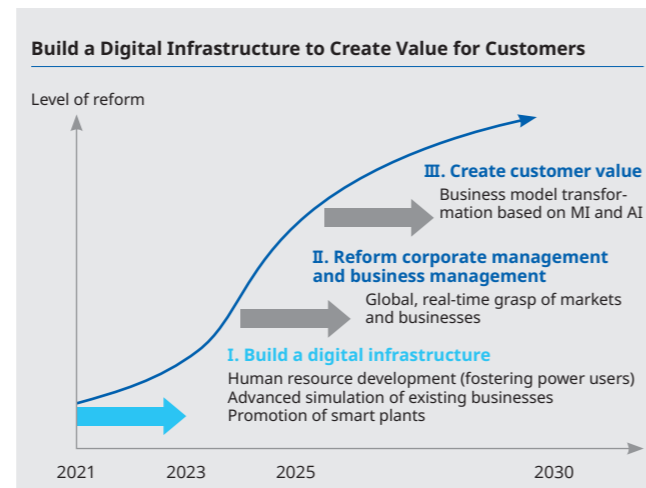 Build a Digital Infrastructure to Create Value for Customers
Level of reform
Ⅲ. Create customer value
Business model transfor-
mation based on MI and AI
Ⅱ. Reform corporate management
and business management
Global, real-time grasp of markets
and businesses
Ⅰ. Build a digital infrastructure
Human resource development (fostering power users)
Advanced simulation of existing businesses
Promotion of smart plants
2021 2023 2025 2030